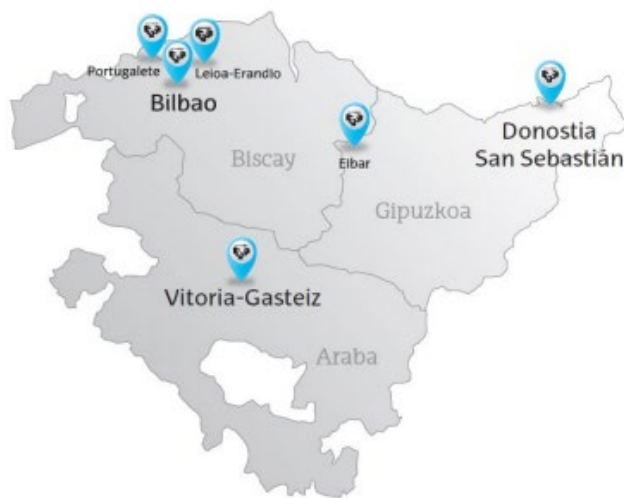 Portugalete
Leioa-Erandio
Bilbao
Donostia
San Sebastián
Biscay
Eibar
Gipuzkoa
Vitoria-Gasteiz
Araba